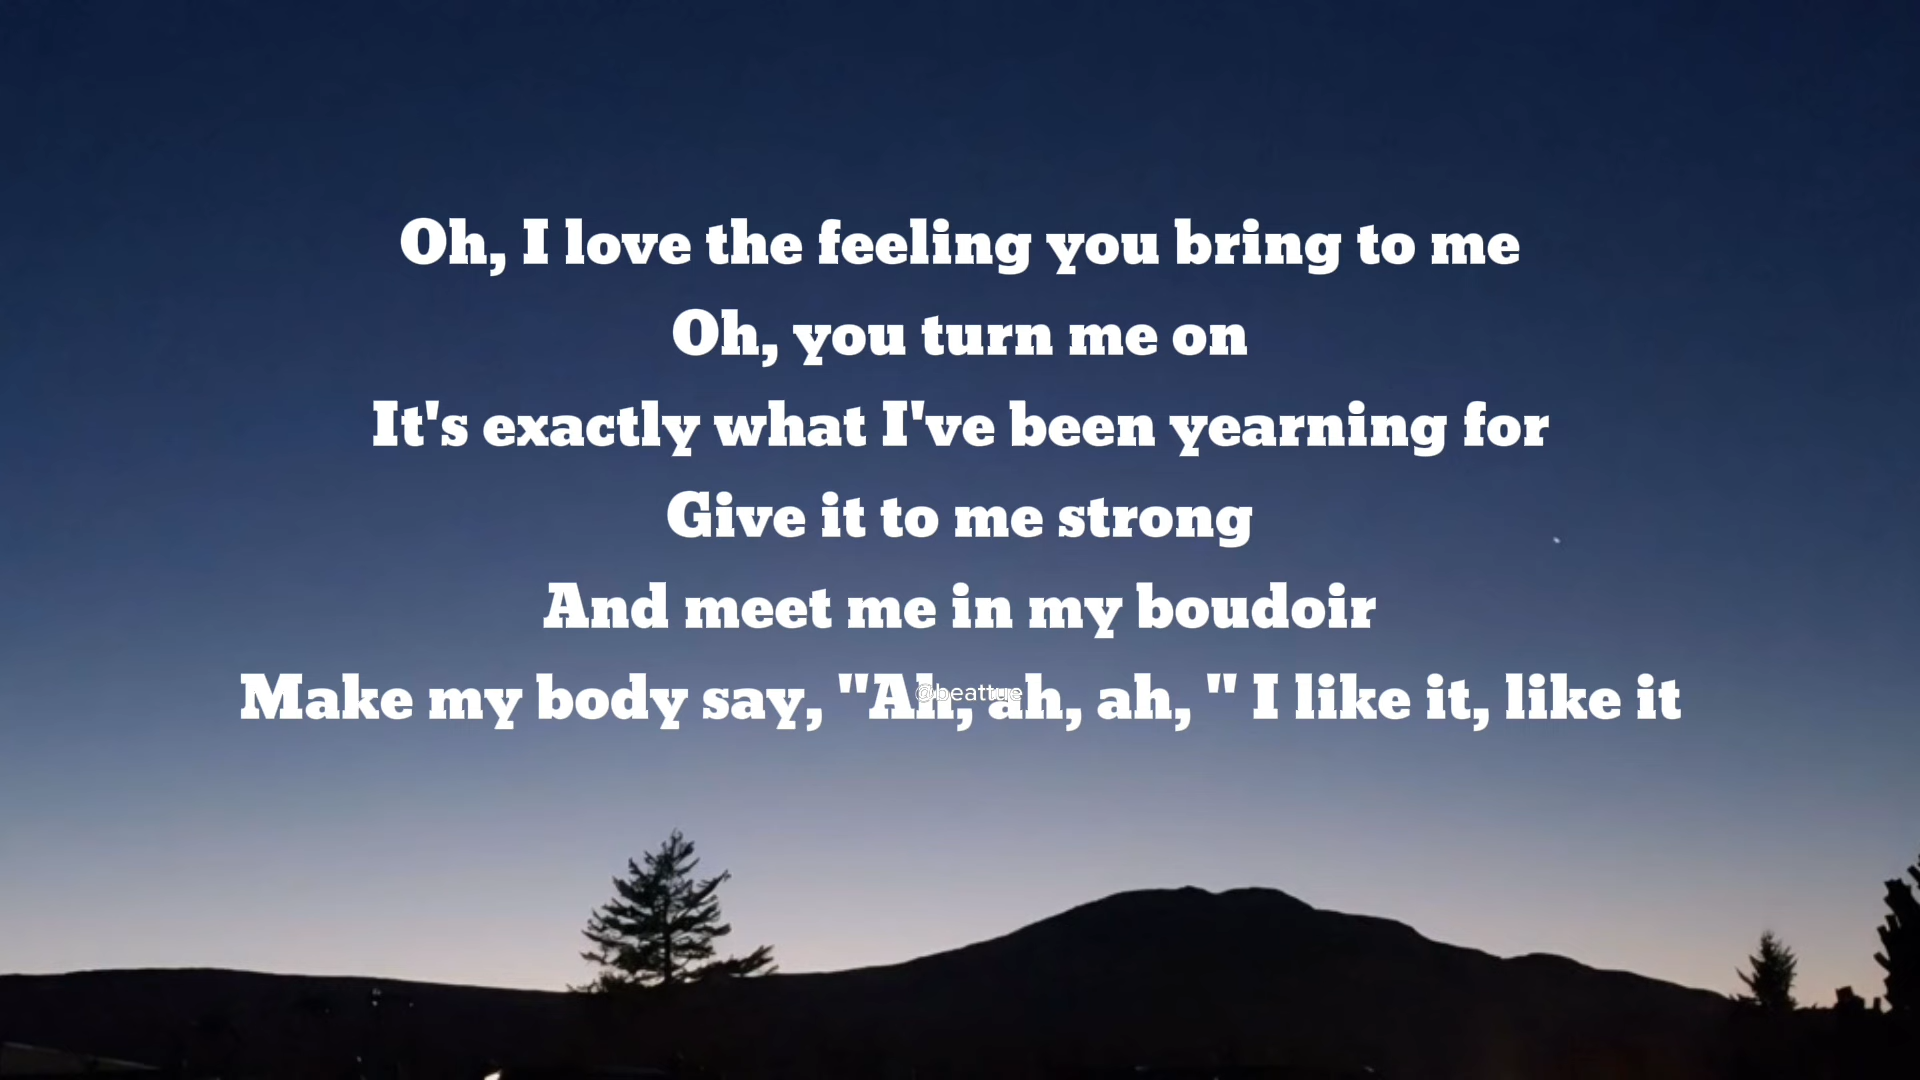 Oh, I love the feeling you bring to me
Oh, you turn me on
It's exactly what I've been yearning for
Give it to me strong
And meet me in my boudoir
Make my body say, "Ah, ah, ah, " I like it, like it
@beattue